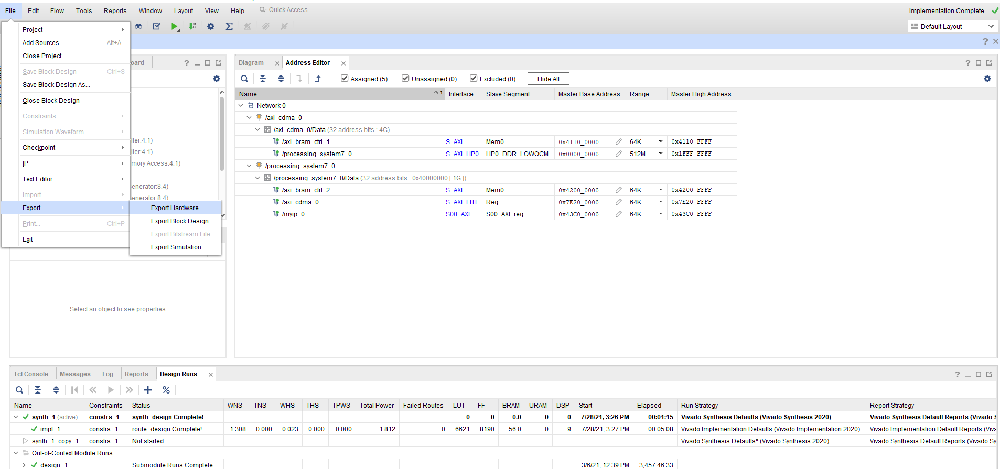 File Edit Flow Tools Reports Window Layout View Help Quick Access Implementation Complete
Default Layout
Project
Add Sources... Alt+A
Close Project
Save Block Design Ctrl+S
Save Block Design As...
Close Block Design
Constraints
Simulation Waveform
Checkpoint
IP
Text Editor
Import
Export
Print... Ctrl+P
Exit
Export Hardware...
Export Block Design...
Export Bitstream File...
Export Simulation...
oard
ller:4.1)
ller:4.1)
mory Access:4.1)
enerator:8.4)
enerator:8.4)
Select an object to see properties
Diagram Address Editor
Assigned (5) Unassigned (0) Excluded (0) Hide All
Name 1 Interface Slave Segment Master Base Address Range Master High Address
Network 0
/axi_cdma_0
/axi_cdma_0/Data (32 address bits : 4G)
/axi_bram_ctrl_1 S_AXI Mem0 0x4110_0000 64K 0x4110_FFFF
/processing_system7_0 S_AXI_HP0 HP0_DDR_LOWOCM 0x0000_0000 512M 0x1FFF_FFFF
/processing_system7_0
/processing_system7_0/Data (32 address bits : 0x40000000 [ 1G ])
/axi_bram_ctrl_2 S_AXI Mem0 0x4200_0000 64K 0x4200_FFFF
/axi_cdma_0 S_AXI_LITE Reg 0x7E20_0000 64K 0x7E20_FFFF
/myip_0 S00_AXI S00_AXI_reg 0x43C0_0000 64K 0x43C0_FFFF
Tcl Console Messages Log Reports Design Runs
Name Constraints Status WNS TNS WHS THS TPWS Total Power Failed Routes LUT FF BRAM URAM DSP Start Elapsed Run Strategy Report Strategy
synth_1 (active) constrs_1 synth_design Complete! 0 0 0.0 0 0 7/28/21, 3:26 PM 00:01:15 Vivado Synthesis Defaults (Vivado Synthesis 2020) Vivado Synthesis Default Reports (Vivado S
impl_1 constrs_1 route_design Complete! 1.308 0.000 0.023 0.000 0.000 1.812 0 6621 8190 56.0 0 9 7/28/21, 3:27 PM 00:05:08 Vivado Implementation Defaults (Vivado Implementation 2020) Vivado Implementation Default Reports (Viva
synth_1_copy_1 constrs_1 Not started Vivado Synthesis Defaults* (Vivado Synthesis 2020) Vivado Synthesis Default Reports (Vivado Sy
Out-of-Context Module Runs
design_1 Submodule Runs Complete 3/6/21, 12:39 PM 3,457:46:33